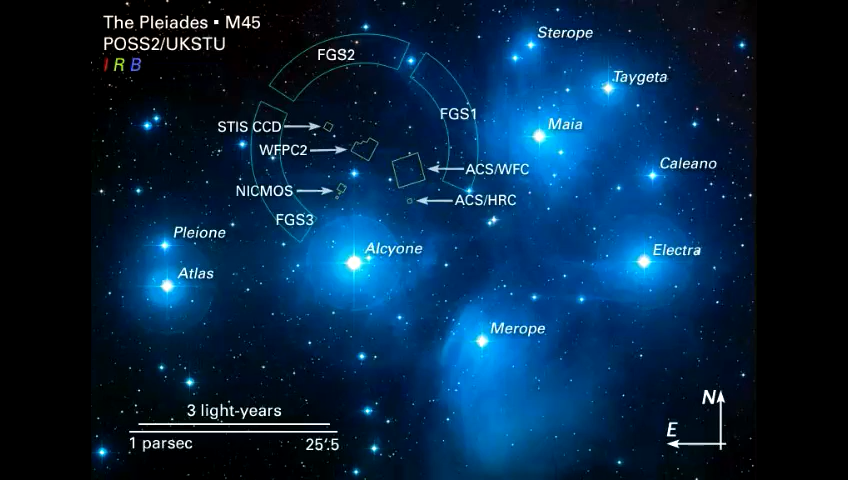 The Pleiades ▪ M45
POSS2/UKSTU
I R B
Sterope
FGS2
Taygeta
FGS1
STIS CCD
Maia
WFPC2
ACS/WFC
Caleano
NICMOS
ACS/HRC
FGS3
Pleione
Alcyone
Electra
Atlas
Merope
3 light-years
1 parsec
25′.5
N
E